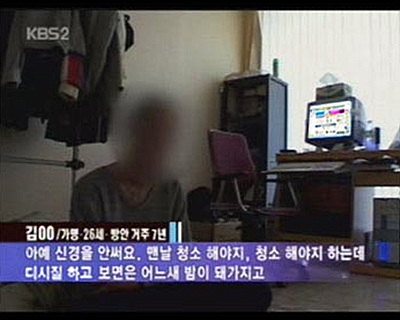 KBS2
김00 /가명·26세·방안 거주 7년
아예 신경을 안써요. 맨날 청소 해야지, 청소 해야지 하는데
디시질 하고 보면은 어느새 밤이 돼가지고